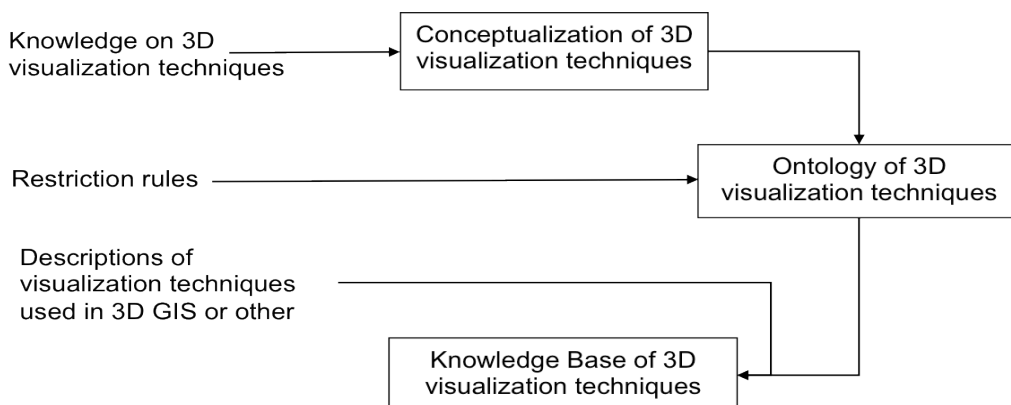 Knowledge on 3D
visualization techniques
Conceptualization of 3D
visualization techniques
Restriction rules
Ontology of 3D
visualization techniques
Descriptions of
visualization techniques
used in 3D GIS or other
Knowledge Base of 3D
visualization techniques